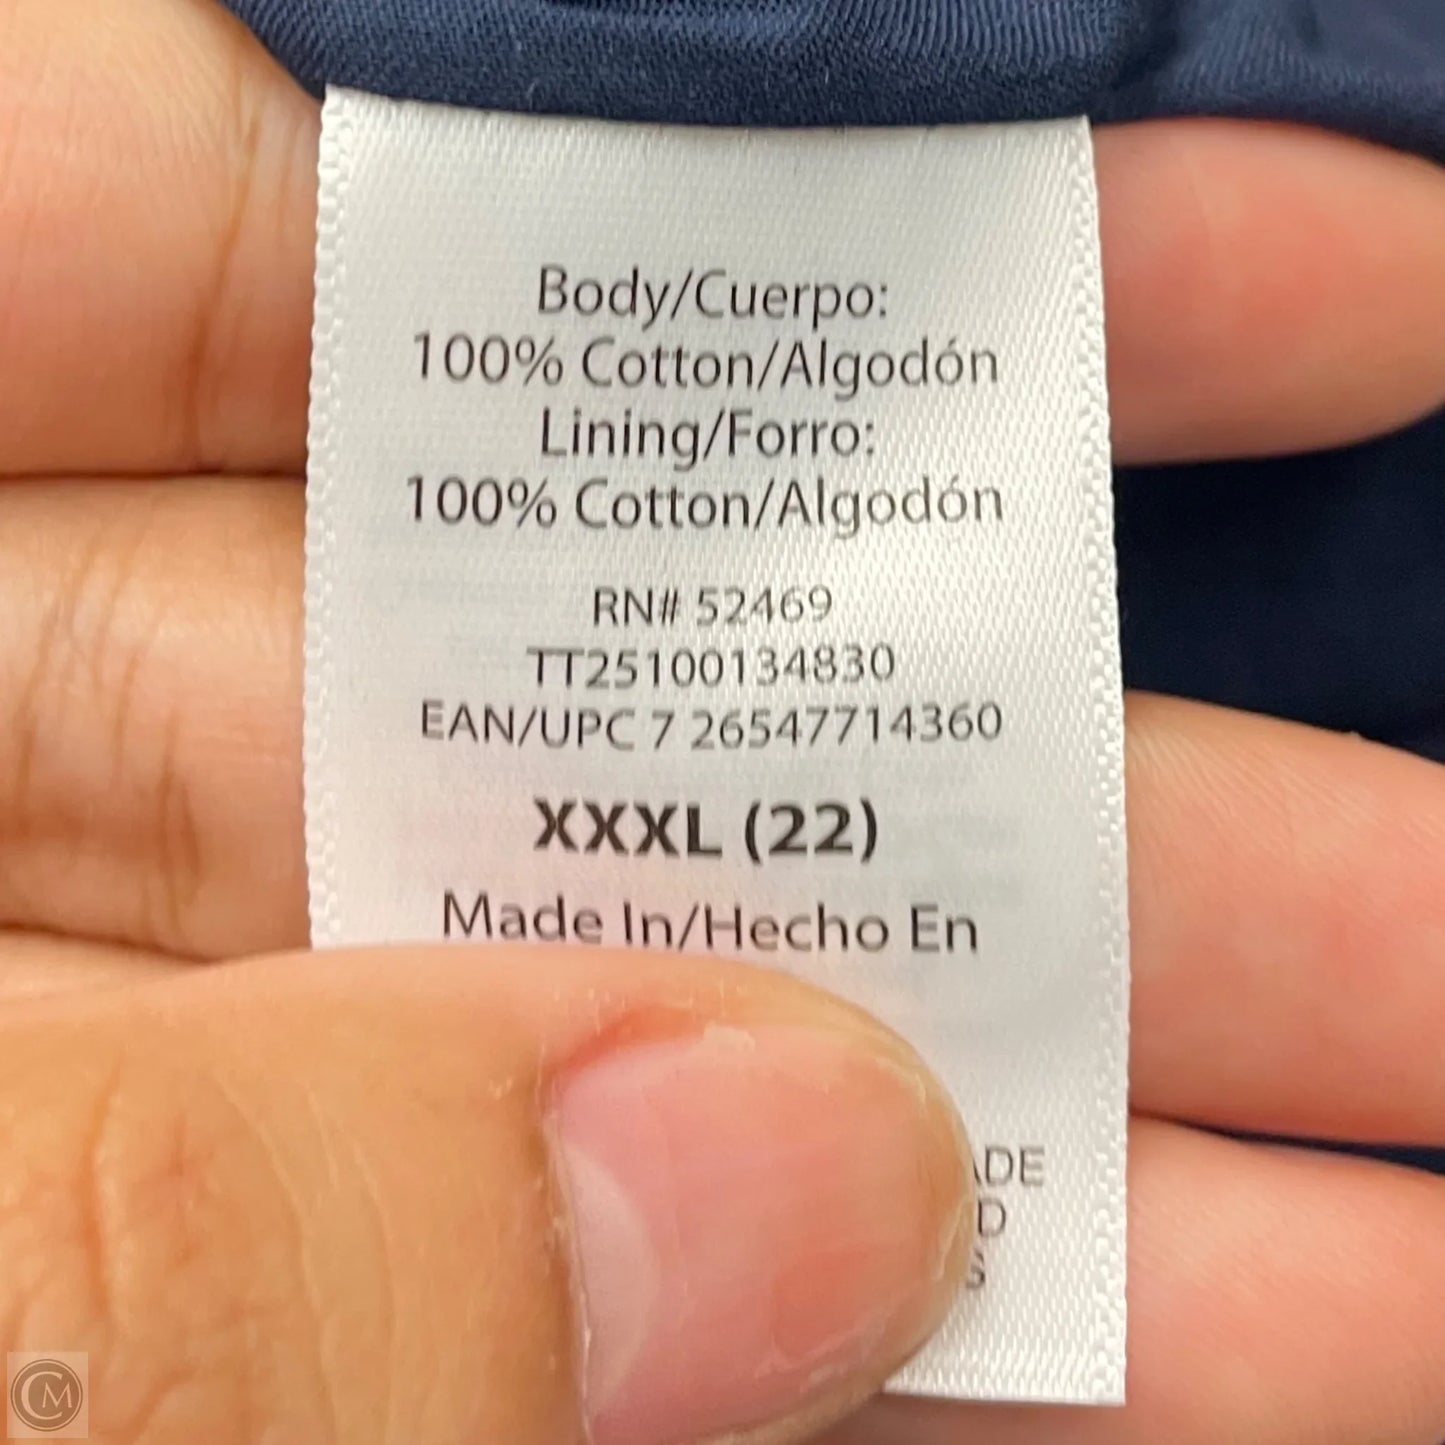 Body/Cuerpo:
100% Cotton/Algodón
Lining/Forro:
100% Cotton/Algodón
RN# 52469
TT25100134830
EAN/UPC 7 26547714360
XXXL (22)
Made In/Hecho En
CM